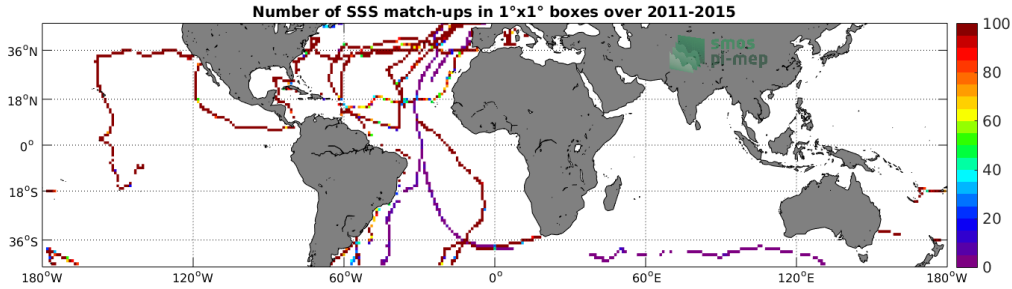 Number of SSS match-ups in 1°x1° boxes over 2011-2015
smos
pi-mep
36°N
18°N
0°
18°S
36°S
180°W
120°W
60°W
0°
60°E
120°E
180°W
100
80
60
40
20
0